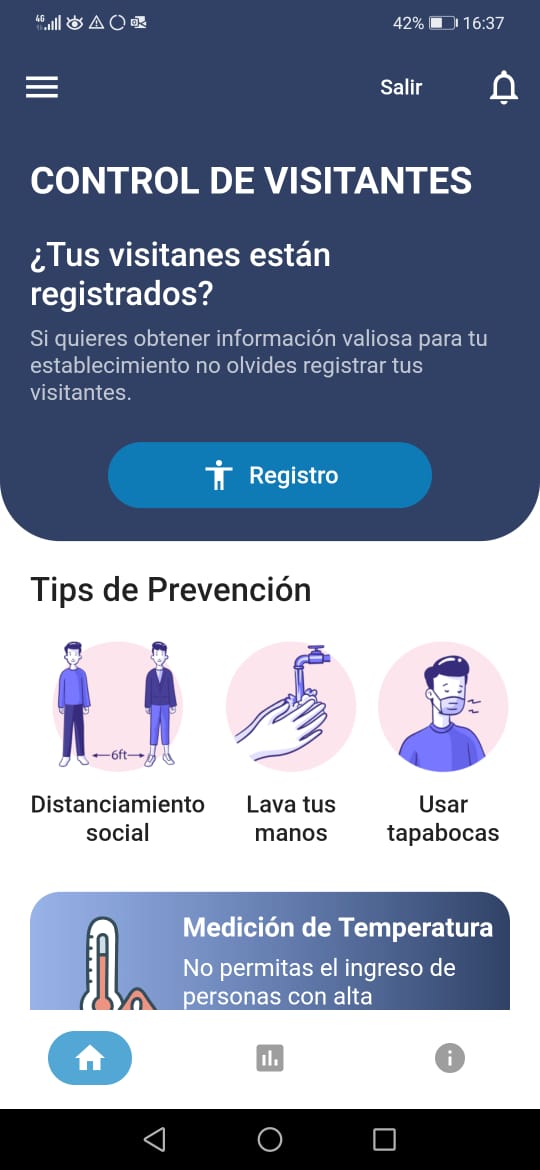 4G 42% 16:37
Salir
CONTROL DE VISITANTES
¿Tus visitanes están
registrados?
Si quieres obtener información valiosa para tu
establecimiento no olvides registrar tus
visitantes.
Registro
Tips de Prevención
6ft
Distanciamiento
social
Lava tus
manos
Usar
tapabocas
Medición de Temperatura
No permitas el ingreso de
personas con alta